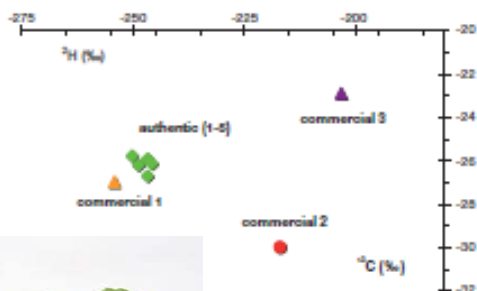 -275 -250 -225 -200
-20
²H (‰)
-22
commercial 3
-24
authentic (1-5)
-26
commercial 1
-28
commercial 2
-30
¹³C (‰)
-32